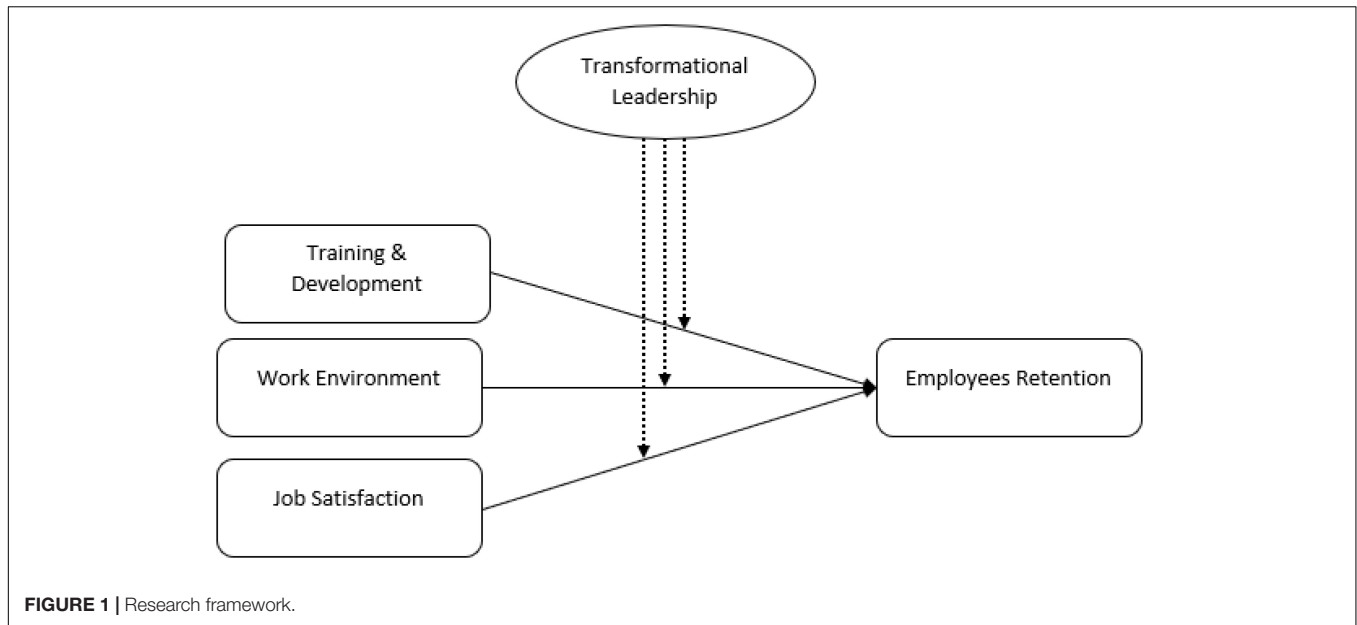 Transformational
Leadership
Training &
Development
Work Environment
Employees Retention
Job Satisfaction
FIGURE 1 | Research framework.